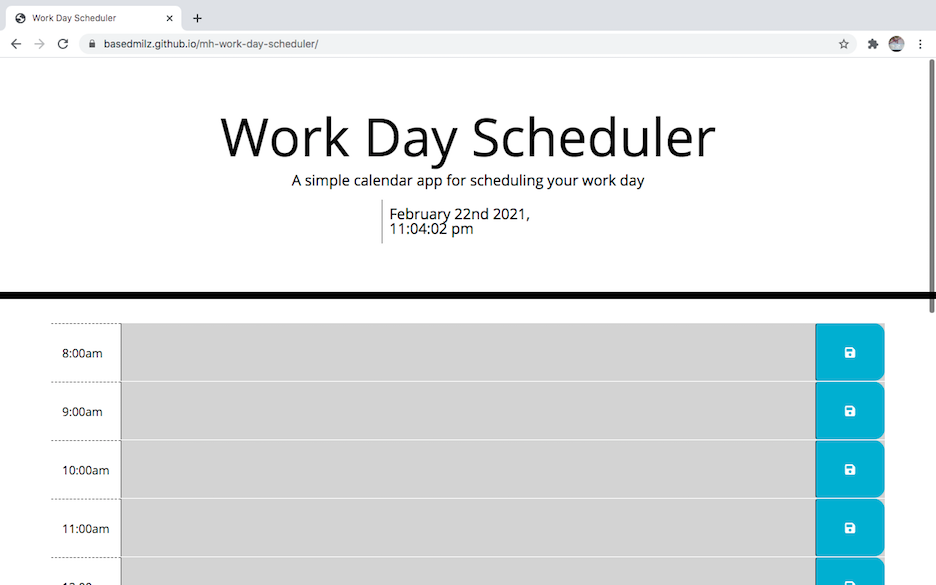 Work Day Scheduler
basedmilz.github.io/mh-work-day-scheduler/
Work Day Scheduler
A simple calendar app for scheduling your work day
February 22nd 2021,
11:04:02 pm
8:00am
9:00am
10:00am
11:00am